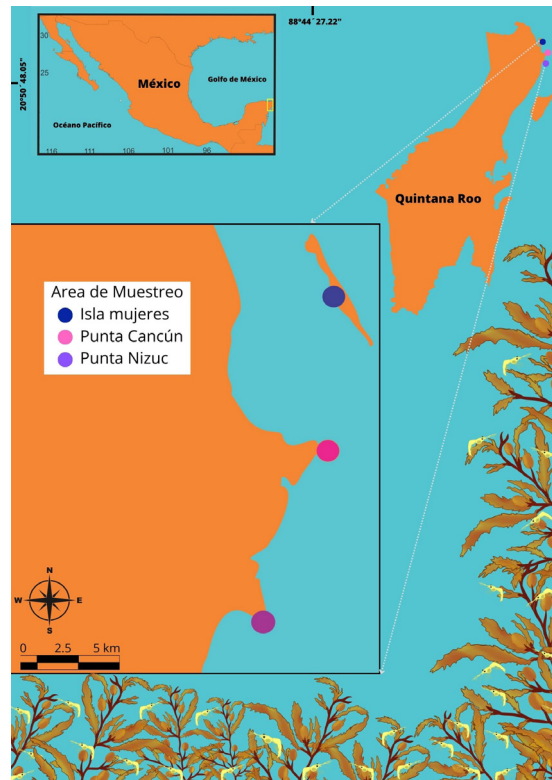 88°44´27.22"
20°50´48.05"
30
25
México
Golfo de México
Océano Pacífico
116
111
106
101
96
Quintana Roo
Area de Muestreo
Isla mujeres
Punta Cancún
Punta Nizuc
N
W
E
S
0 2.5 5 km